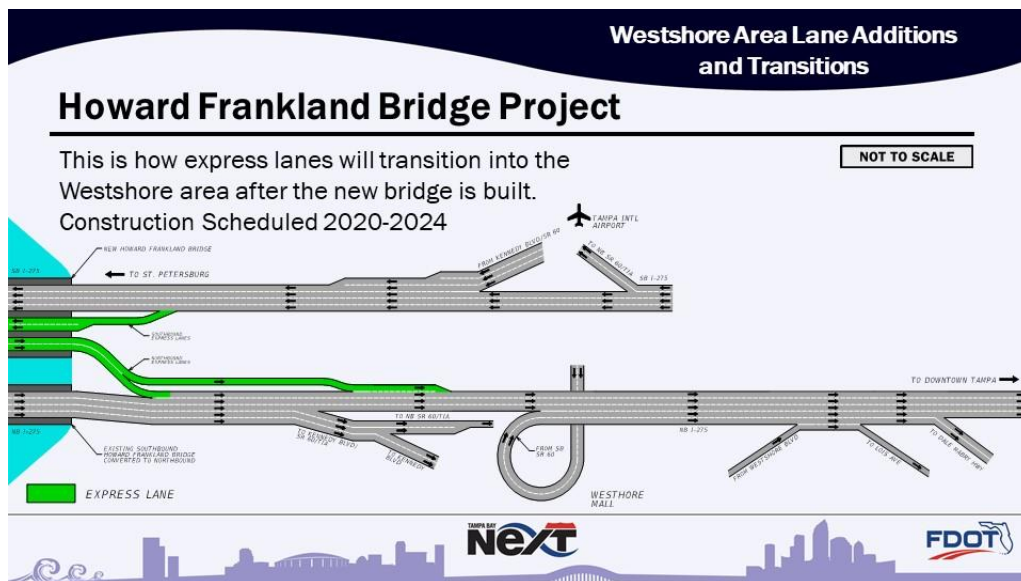 Westshore Area Lane Additions
and Transitions
Howard Frankland Bridge Project
This is how express lanes will transition into the
Westshore area after the new bridge is built.
Construction Scheduled 2020-2024
NOT TO SCALE
TAMPA INTL
AIRPORT
NEW HOWARD FRANKLAND BRIDGE
FROM KENNEDY BLVD/SR 60
TO NB SR 60/TIA
SB I-275
TO ST. PETERSBURG
SB I-275
SOUTHBOUND
EXPRESS LANES
NORTHBOUND
EXPRESS LANES
TO DOWNTOWN TAMPA
TO NB SR 60/TIA
NB I-275
TO KENNEDY BLVD/
SR 60/TIA
TO KENNEDY
BLVD
FROM SB
SR 60
NB I-275
FROM WESTSHORE BLVD
TO LOIS AVE
TO DALE MABRY HWY
EXISTING SOUTHBOUND
HOWARD FRANKLAND BRIDGE
CONVERTED TO NORTHBOUND
EXPRESS LANE
WESTHORE
MALL
TAMPA BAY
NEXT
FDOT